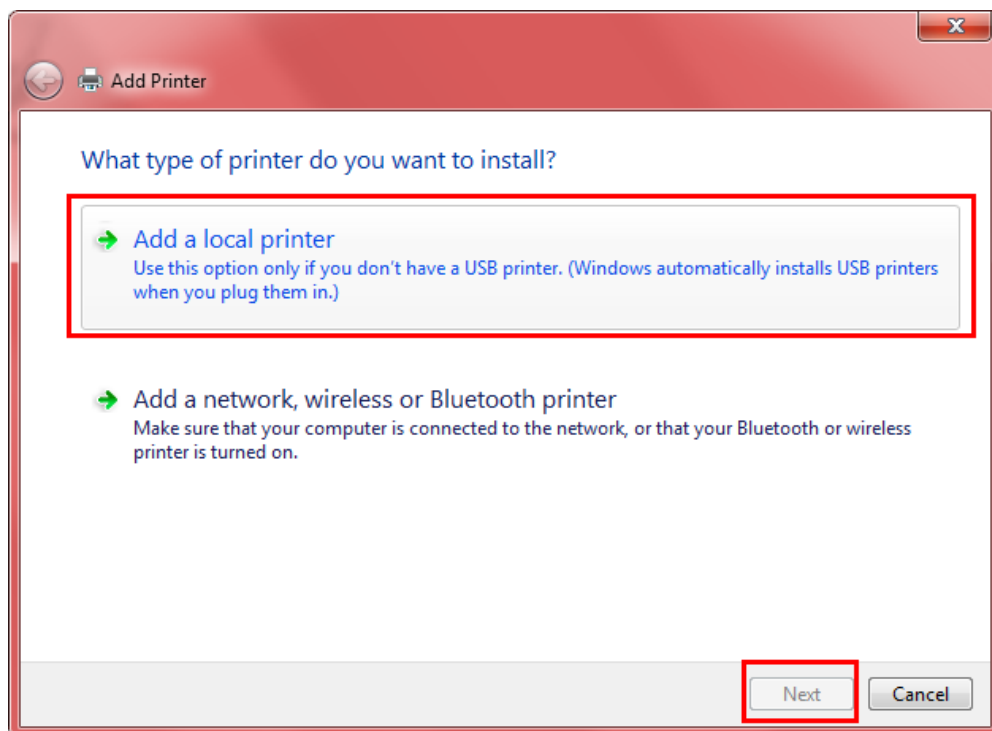 Add Printer
What type of printer do you want to install?
Add a local printer
Use this option only if you don't have a USB printer. (Windows automatically installs USB printers
when you plug them in.)
Add a network, wireless or Bluetooth printer
Make sure that your computer is connected to the network, or that your Bluetooth or wireless
printer is turned on.
Next Cancel